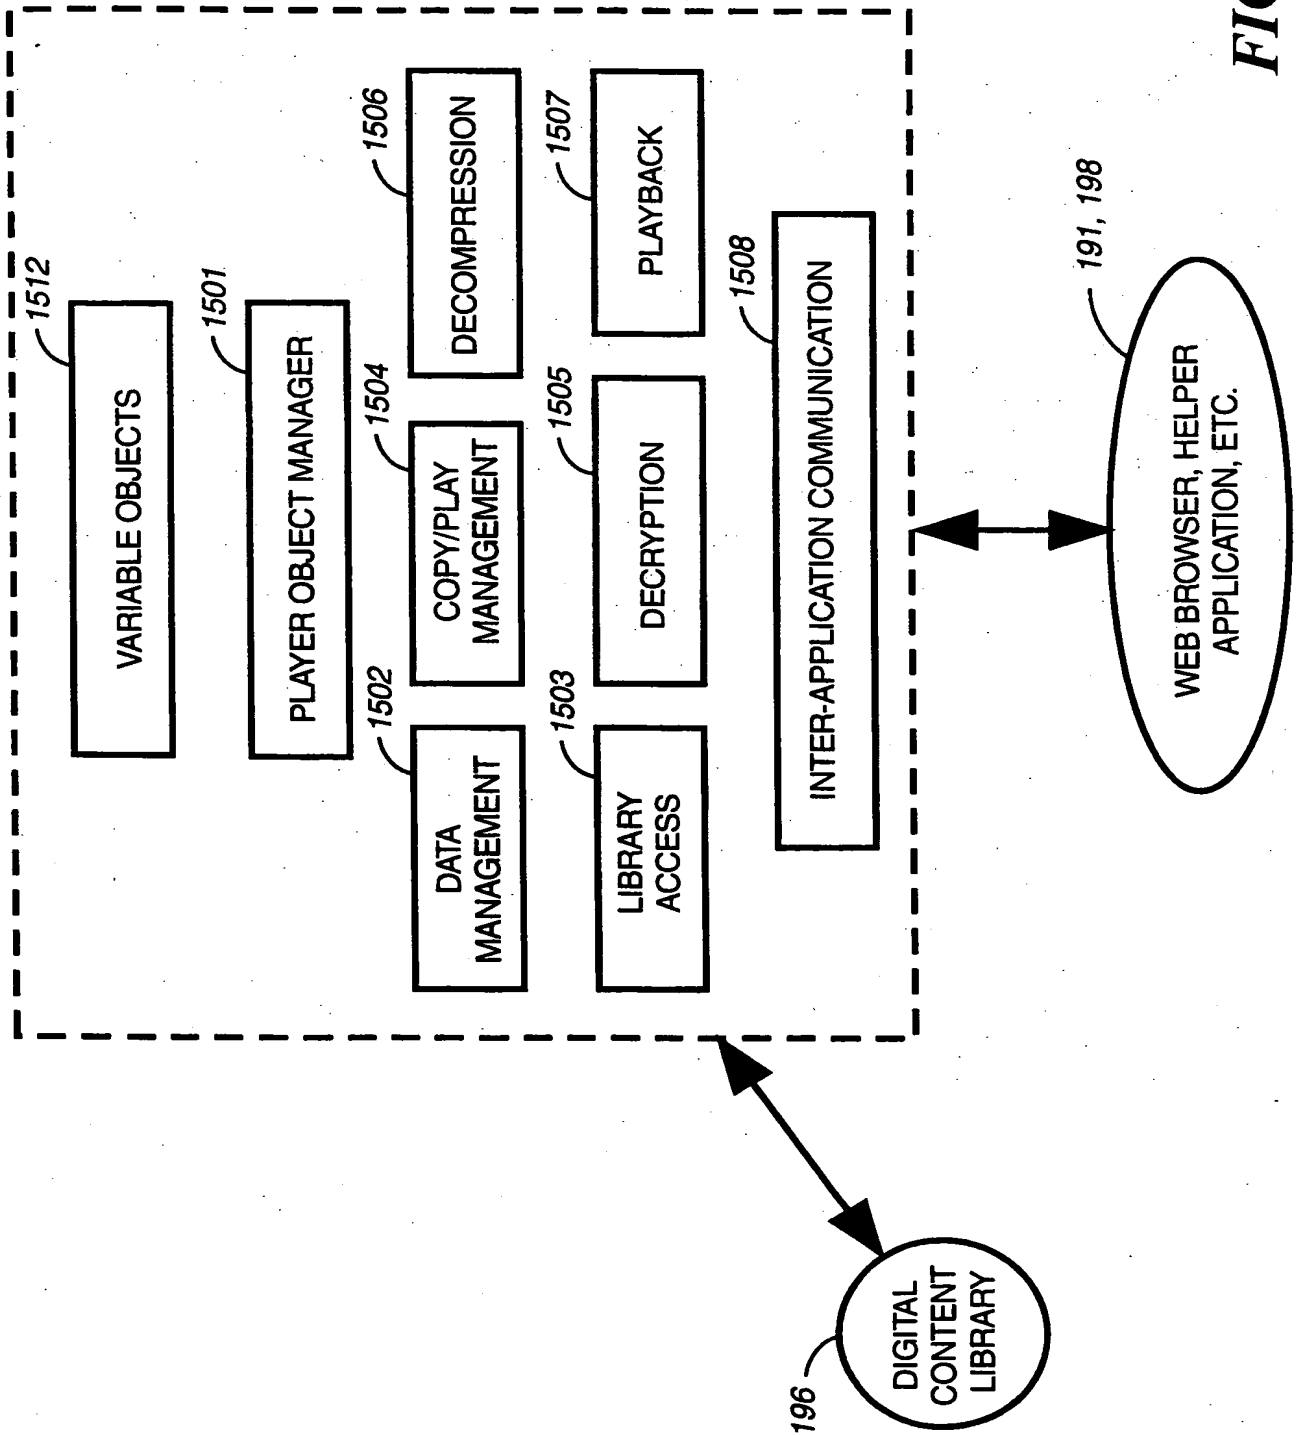 1512
VARIABLE OBJECTS
1501
PLAYER OBJECT MANAGER
1502
DATA
MANAGEMENT
1504
COPY/PLAY
MANAGEMENT
1506
DECOMPRESSION
1503
LIBRARY
ACCESS
1505
DECRYPTION
1507
PLAYBACK
1508
INTER-APPLICATION COMMUNICATION
196
DIGITAL
CONTENT
LIBRARY
191, 198
WEB BROWSER, HELPER
APPLICATION, ETC.